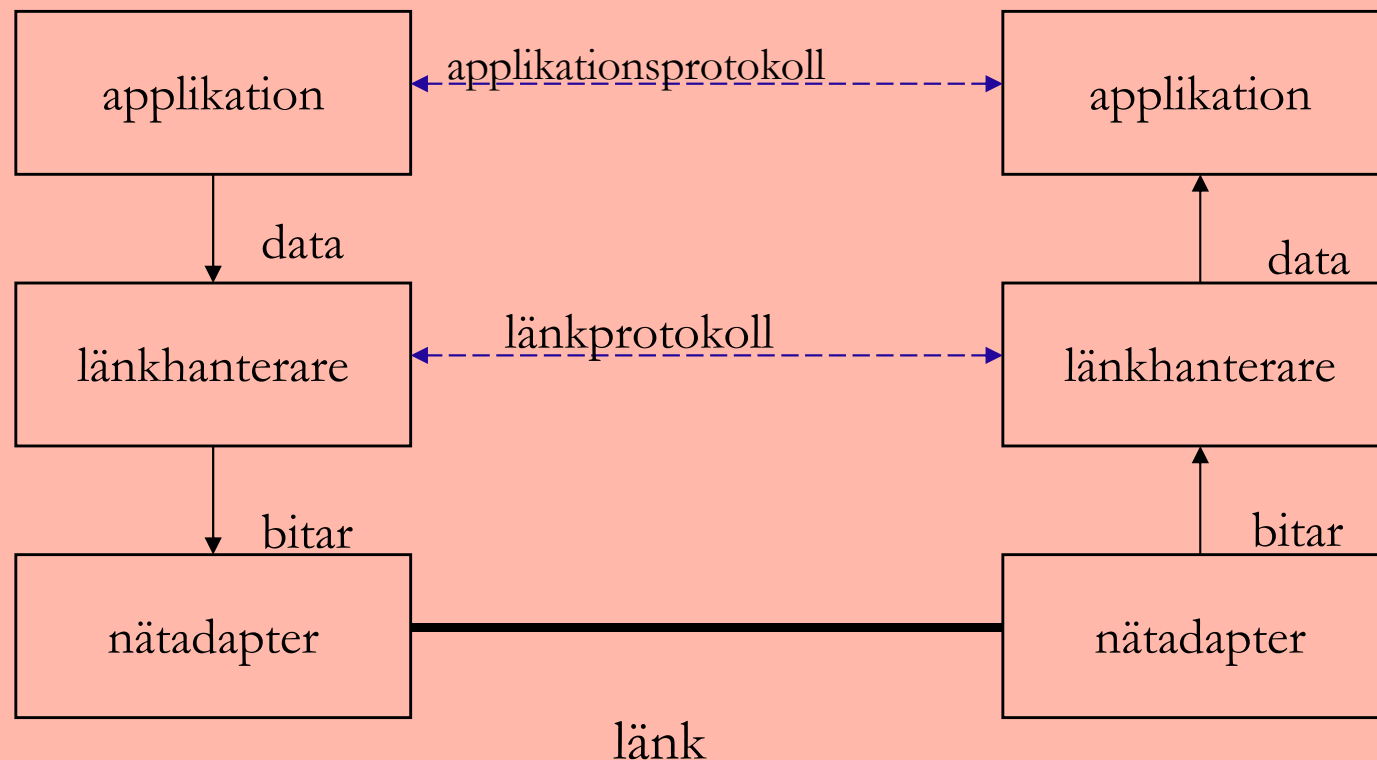 applikation
applikationsprotokoll
applikation
data
data
länkhanterare
länkprotokoll
länkhanterare
bitar
bitar
nätadapter
nätadapter
länk